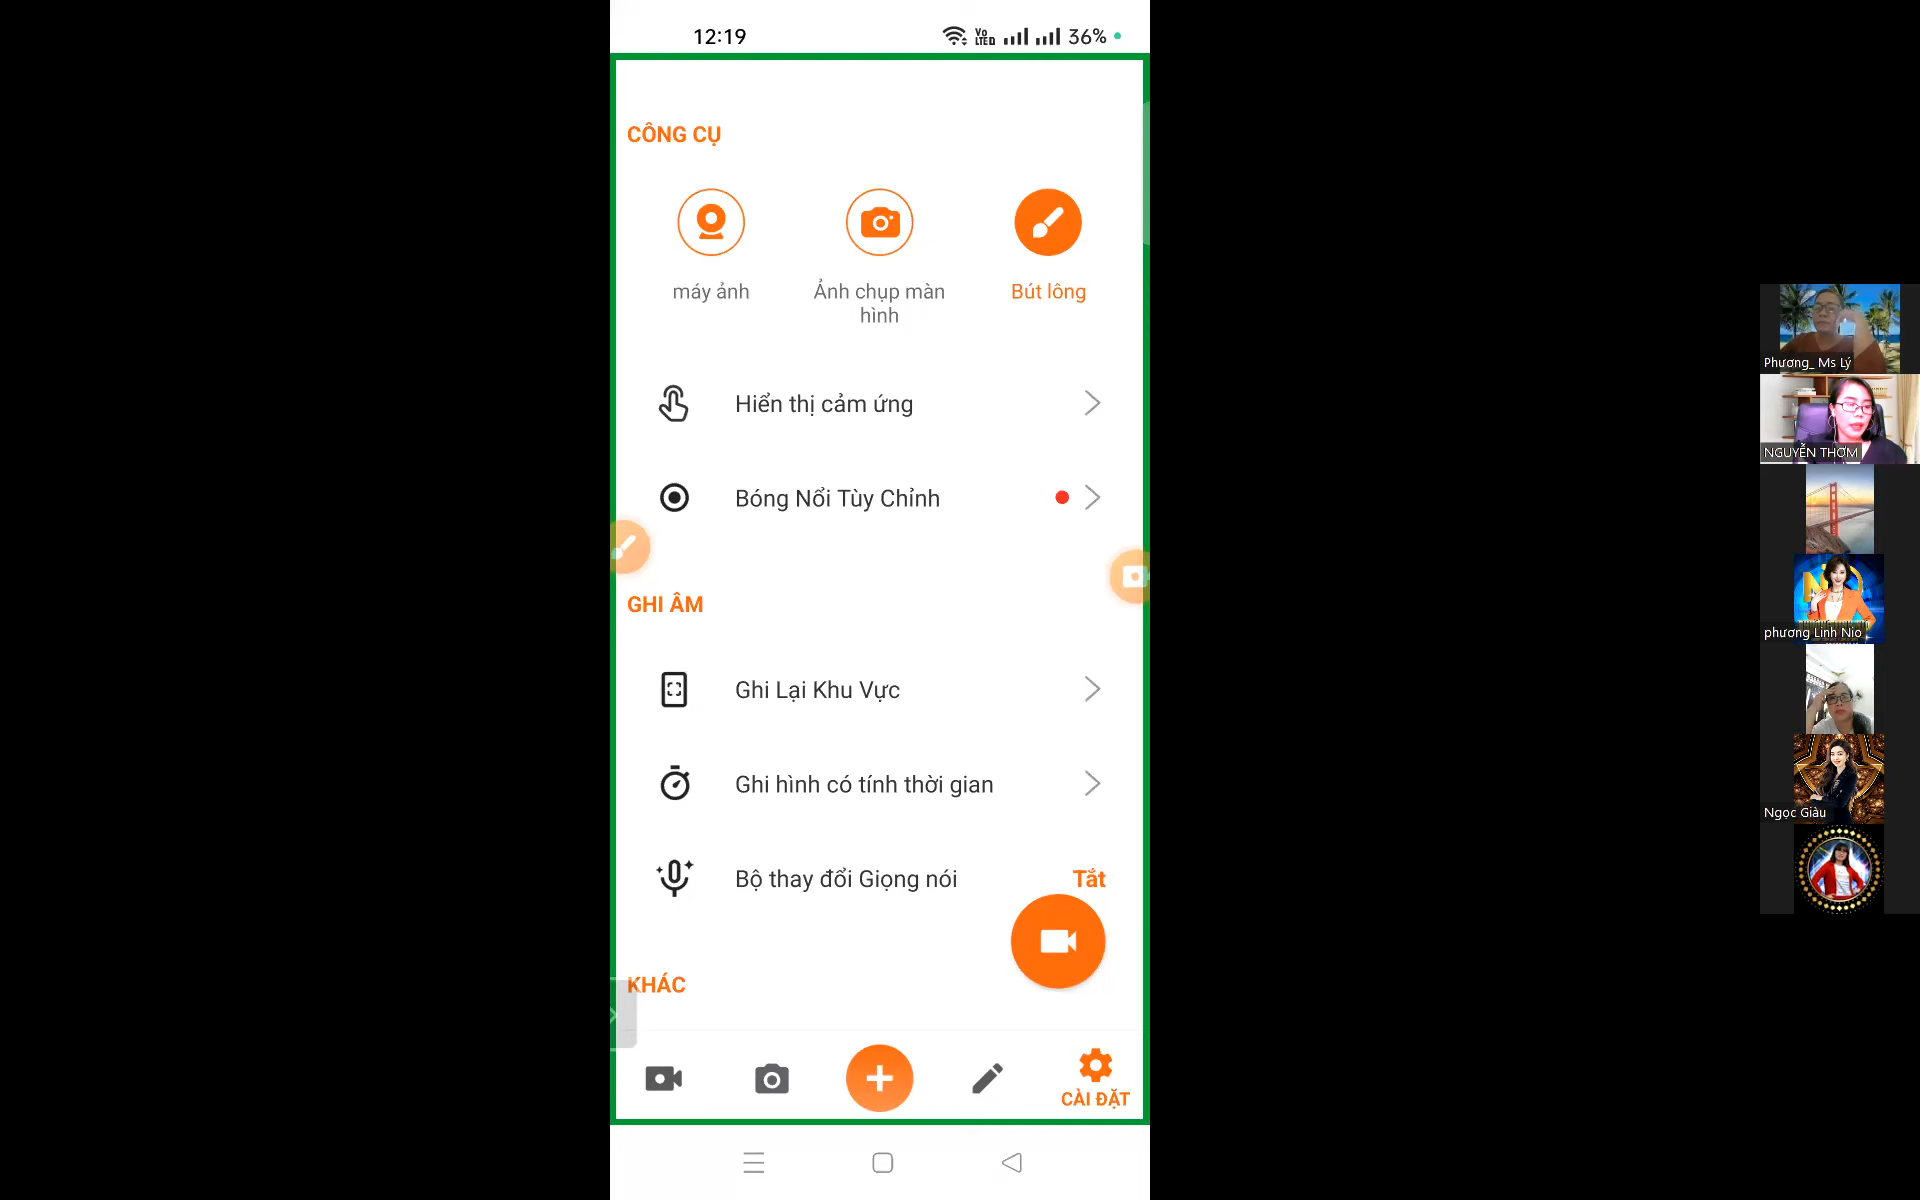 12:19
Vo
LTE
36%
CÔNG CỤ
máy ảnh
Ảnh chụp màn
hình
Bút lông
Hiển thị cảm ứng
Bóng Nổi Tùy Chỉnh
GHI ÂM
Ghi Lại Khu Vực
Ghi hình có tính thời gian
Bộ thay đổi Giọng nói
Tắt
KHÁC
CÀI ĐẶT
Phương_ Ms Lý
NGUYỄN THƠM
phương Linh Nio
Ngọc Giàu